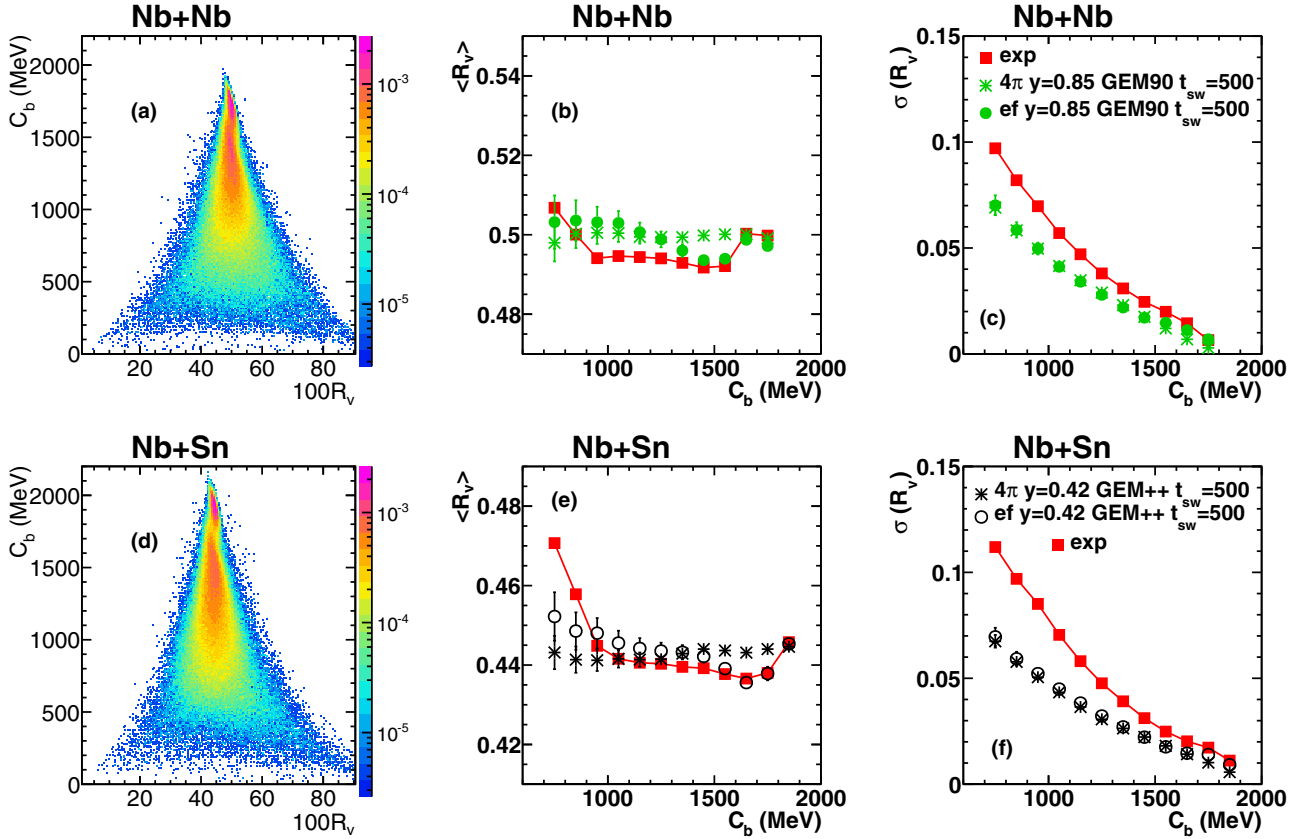 Nb+Nb
C_b (MeV)
2000
1500
1000
500
0
(a)
10^-3
10^-4
10^-5
0 20 40 60 80
100R_v
Nb+Nb
<R_v>
0.54
0.52
0.5
0.48
(b)
1000 1500 2000
C_b (MeV)
Nb+Nb
σ (R_v)
0.15
0.1
0.05
0
exp
4π y=0.85 GEM90 t_sw=500
ef y=0.85 GEM90 t_sw=500
(c)
1000 1500 2000
C_b (MeV)
Nb+Sn
C_b (MeV)
2000
1500
1000
500
0
(d)
10^-3
10^-4
10^-5
0 20 40 60 80
100R_v
Nb+Sn
<R_v>
0.48
0.46
0.44
0.42
(e)
1000 1500 2000
C_b (MeV)
Nb+Sn
σ (R_v)
0.15
0.1
0.05
0
4π y=0.42 GEM++ t_sw=500
ef y=0.42 GEM++ t_sw=500
exp
(f)
1000 1500 2000
C_b (MeV)